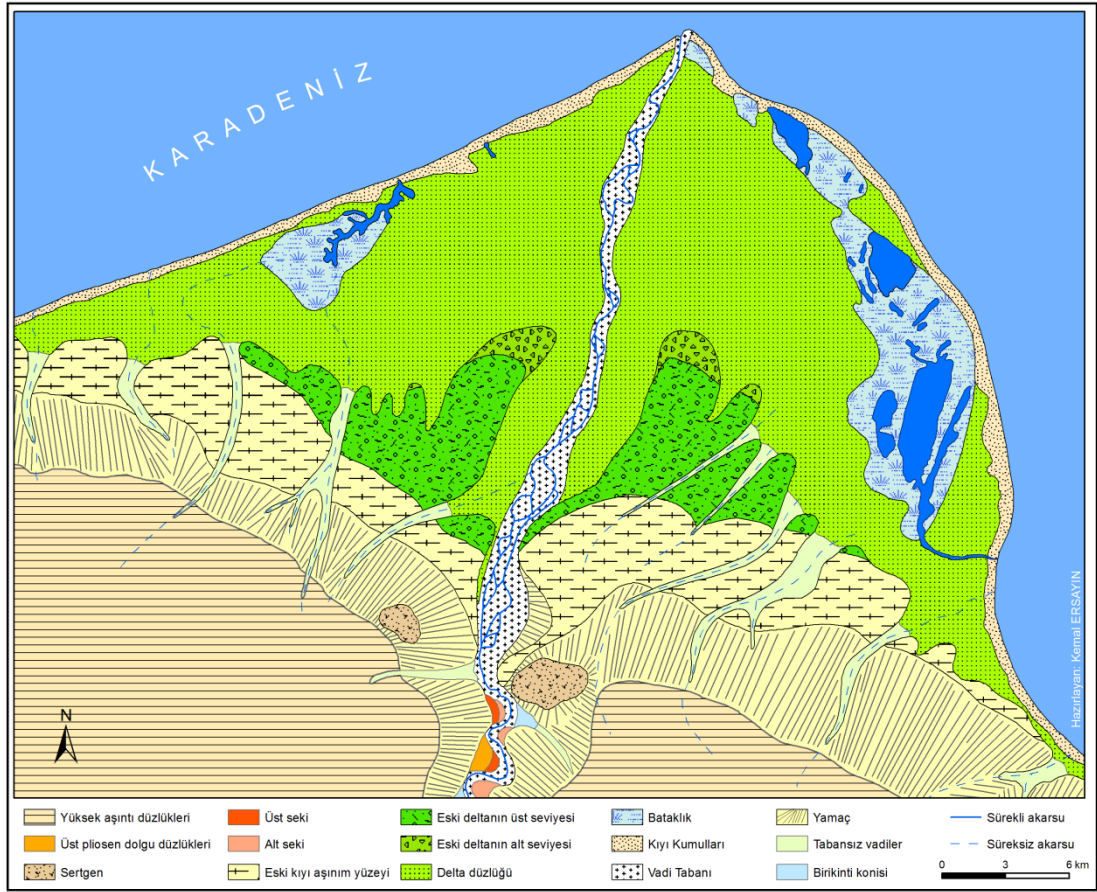 KARADENİZ
Hazırlayan: Kemal ERSAYIN
N
Yüksek aşıntı düzlükleri
Üst seki
Eski deltanın üst seviyesi
Bataklık
Yamaç
Sürekli akarsu
Üst pliosen dolgu düzlükleri
Alt seki
Eski deltanın alt seviyesi
Kıyı Kumulları
Tabansız vadiler
Süreksiz akarsu
Sertgen
Eski kıyı aşınım yüzeyi
Delta düzlüğü
Vadi Tabanı
Birikinti konisi
0 3 6 km